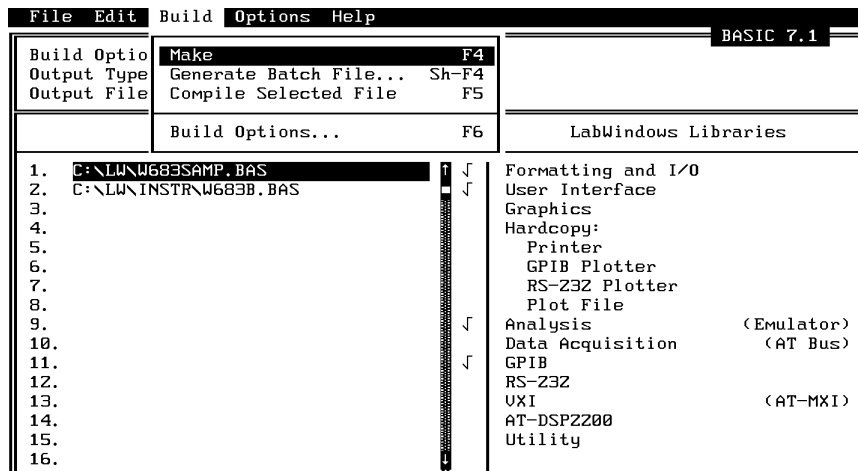 File Edit Build Options Help
BASIC 7.1
Build Optio
Output Type
Output File
Make F4
Generate Batch File... Sh-F4
Compile Selected File F5
Build Options... F6
LabWindows Libraries
1. C:\LW\W683SAMP.BAS
2. C:\LW\INSTR\W683B.BAS
3.
4.
5.
6.
7.
8.
9.
10.
11.
12.
13.
14.
15.
16.
↑
↓
√ Formatting and I/O
√ User Interface
Graphics
Hardcopy:
Printer
GPIB Plotter
RS-232 Plotter
Plot File
√ Analysis (Emulator)
Data Acquisition (AT Bus)
√ GPIB
RS-232
VXI (AT-MXI)
AT-DSP2200
Utility